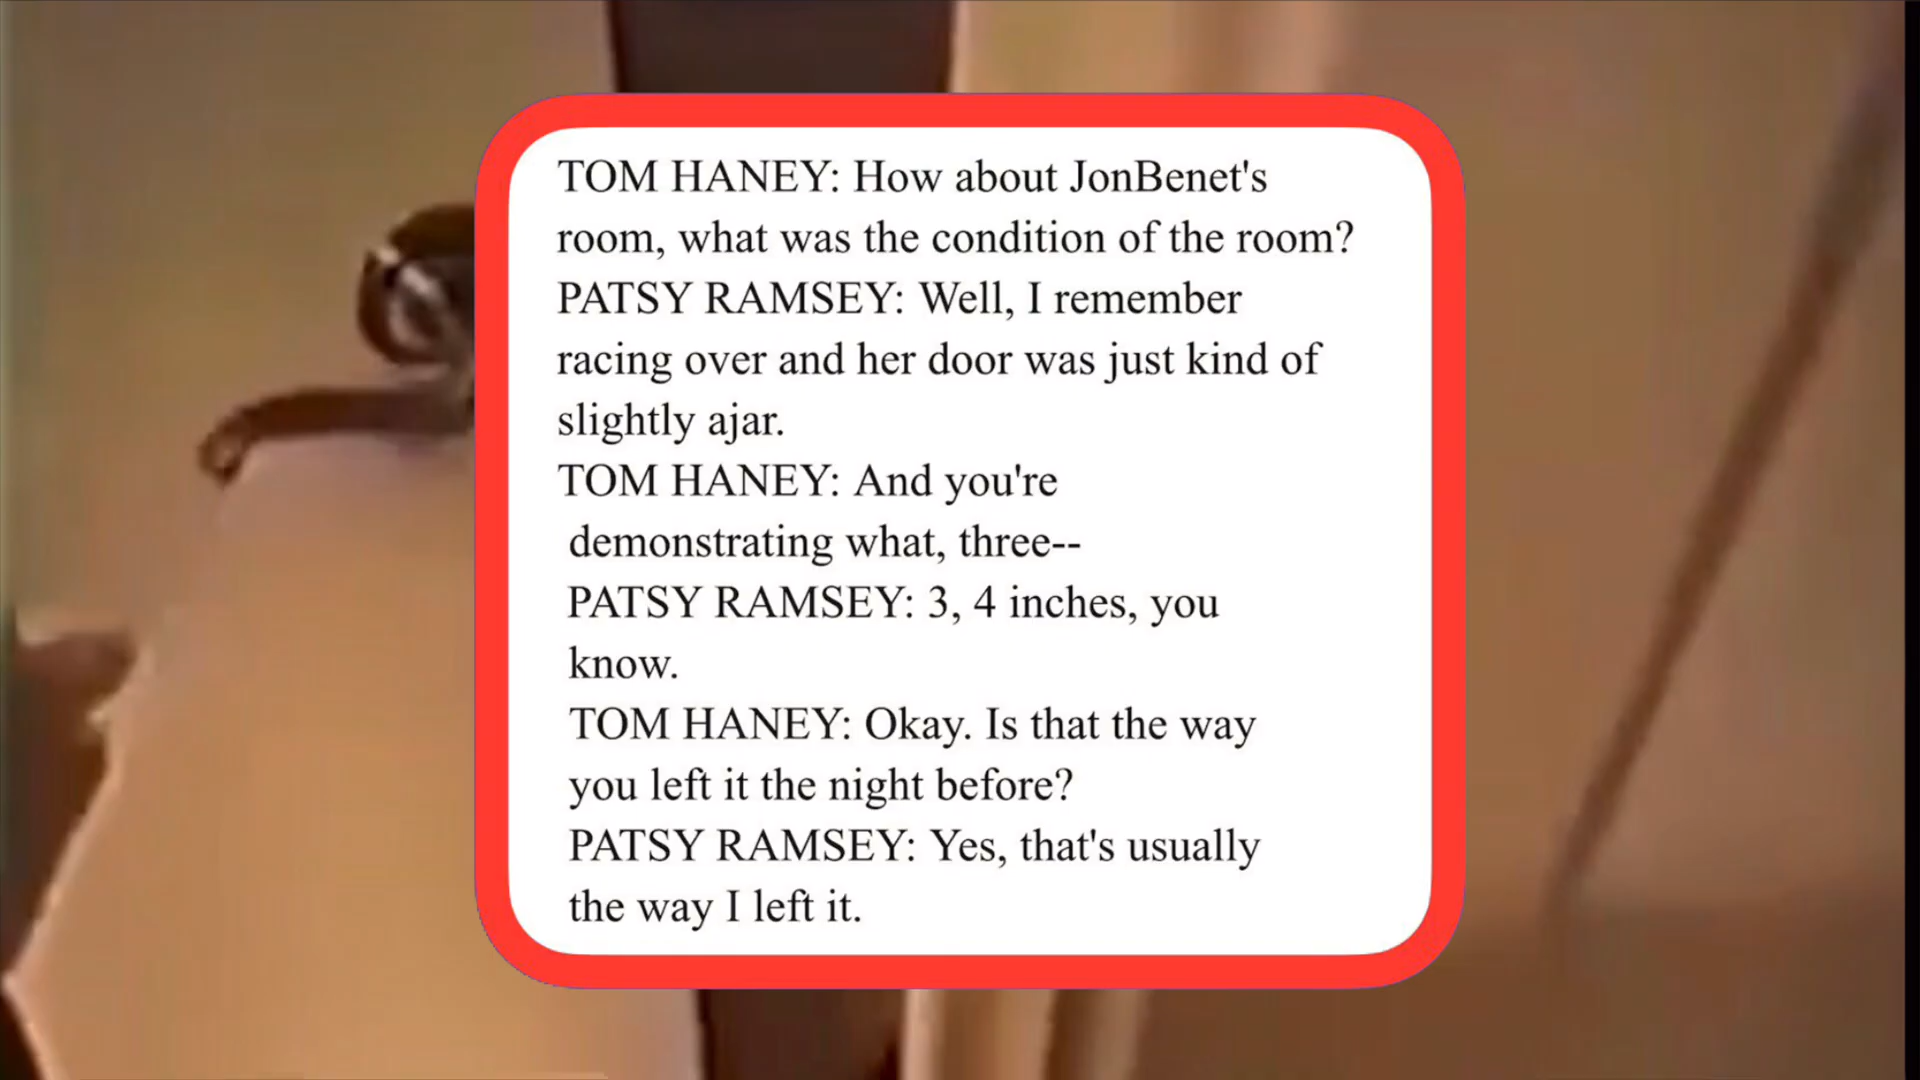 TOM HANEY: How about JonBenet's
room, what was the condition of the room?
PATSY RAMSEY: Well, I remember
racing over and her door was just kind of
slightly ajar.
TOM HANEY: And you're
demonstrating what, three--
PATSY RAMSEY: 3, 4 inches, you
know.
TOM HANEY: Okay. Is that the way
you left it the night before?
PATSY RAMSEY: Yes, that's usually
the way I left it.